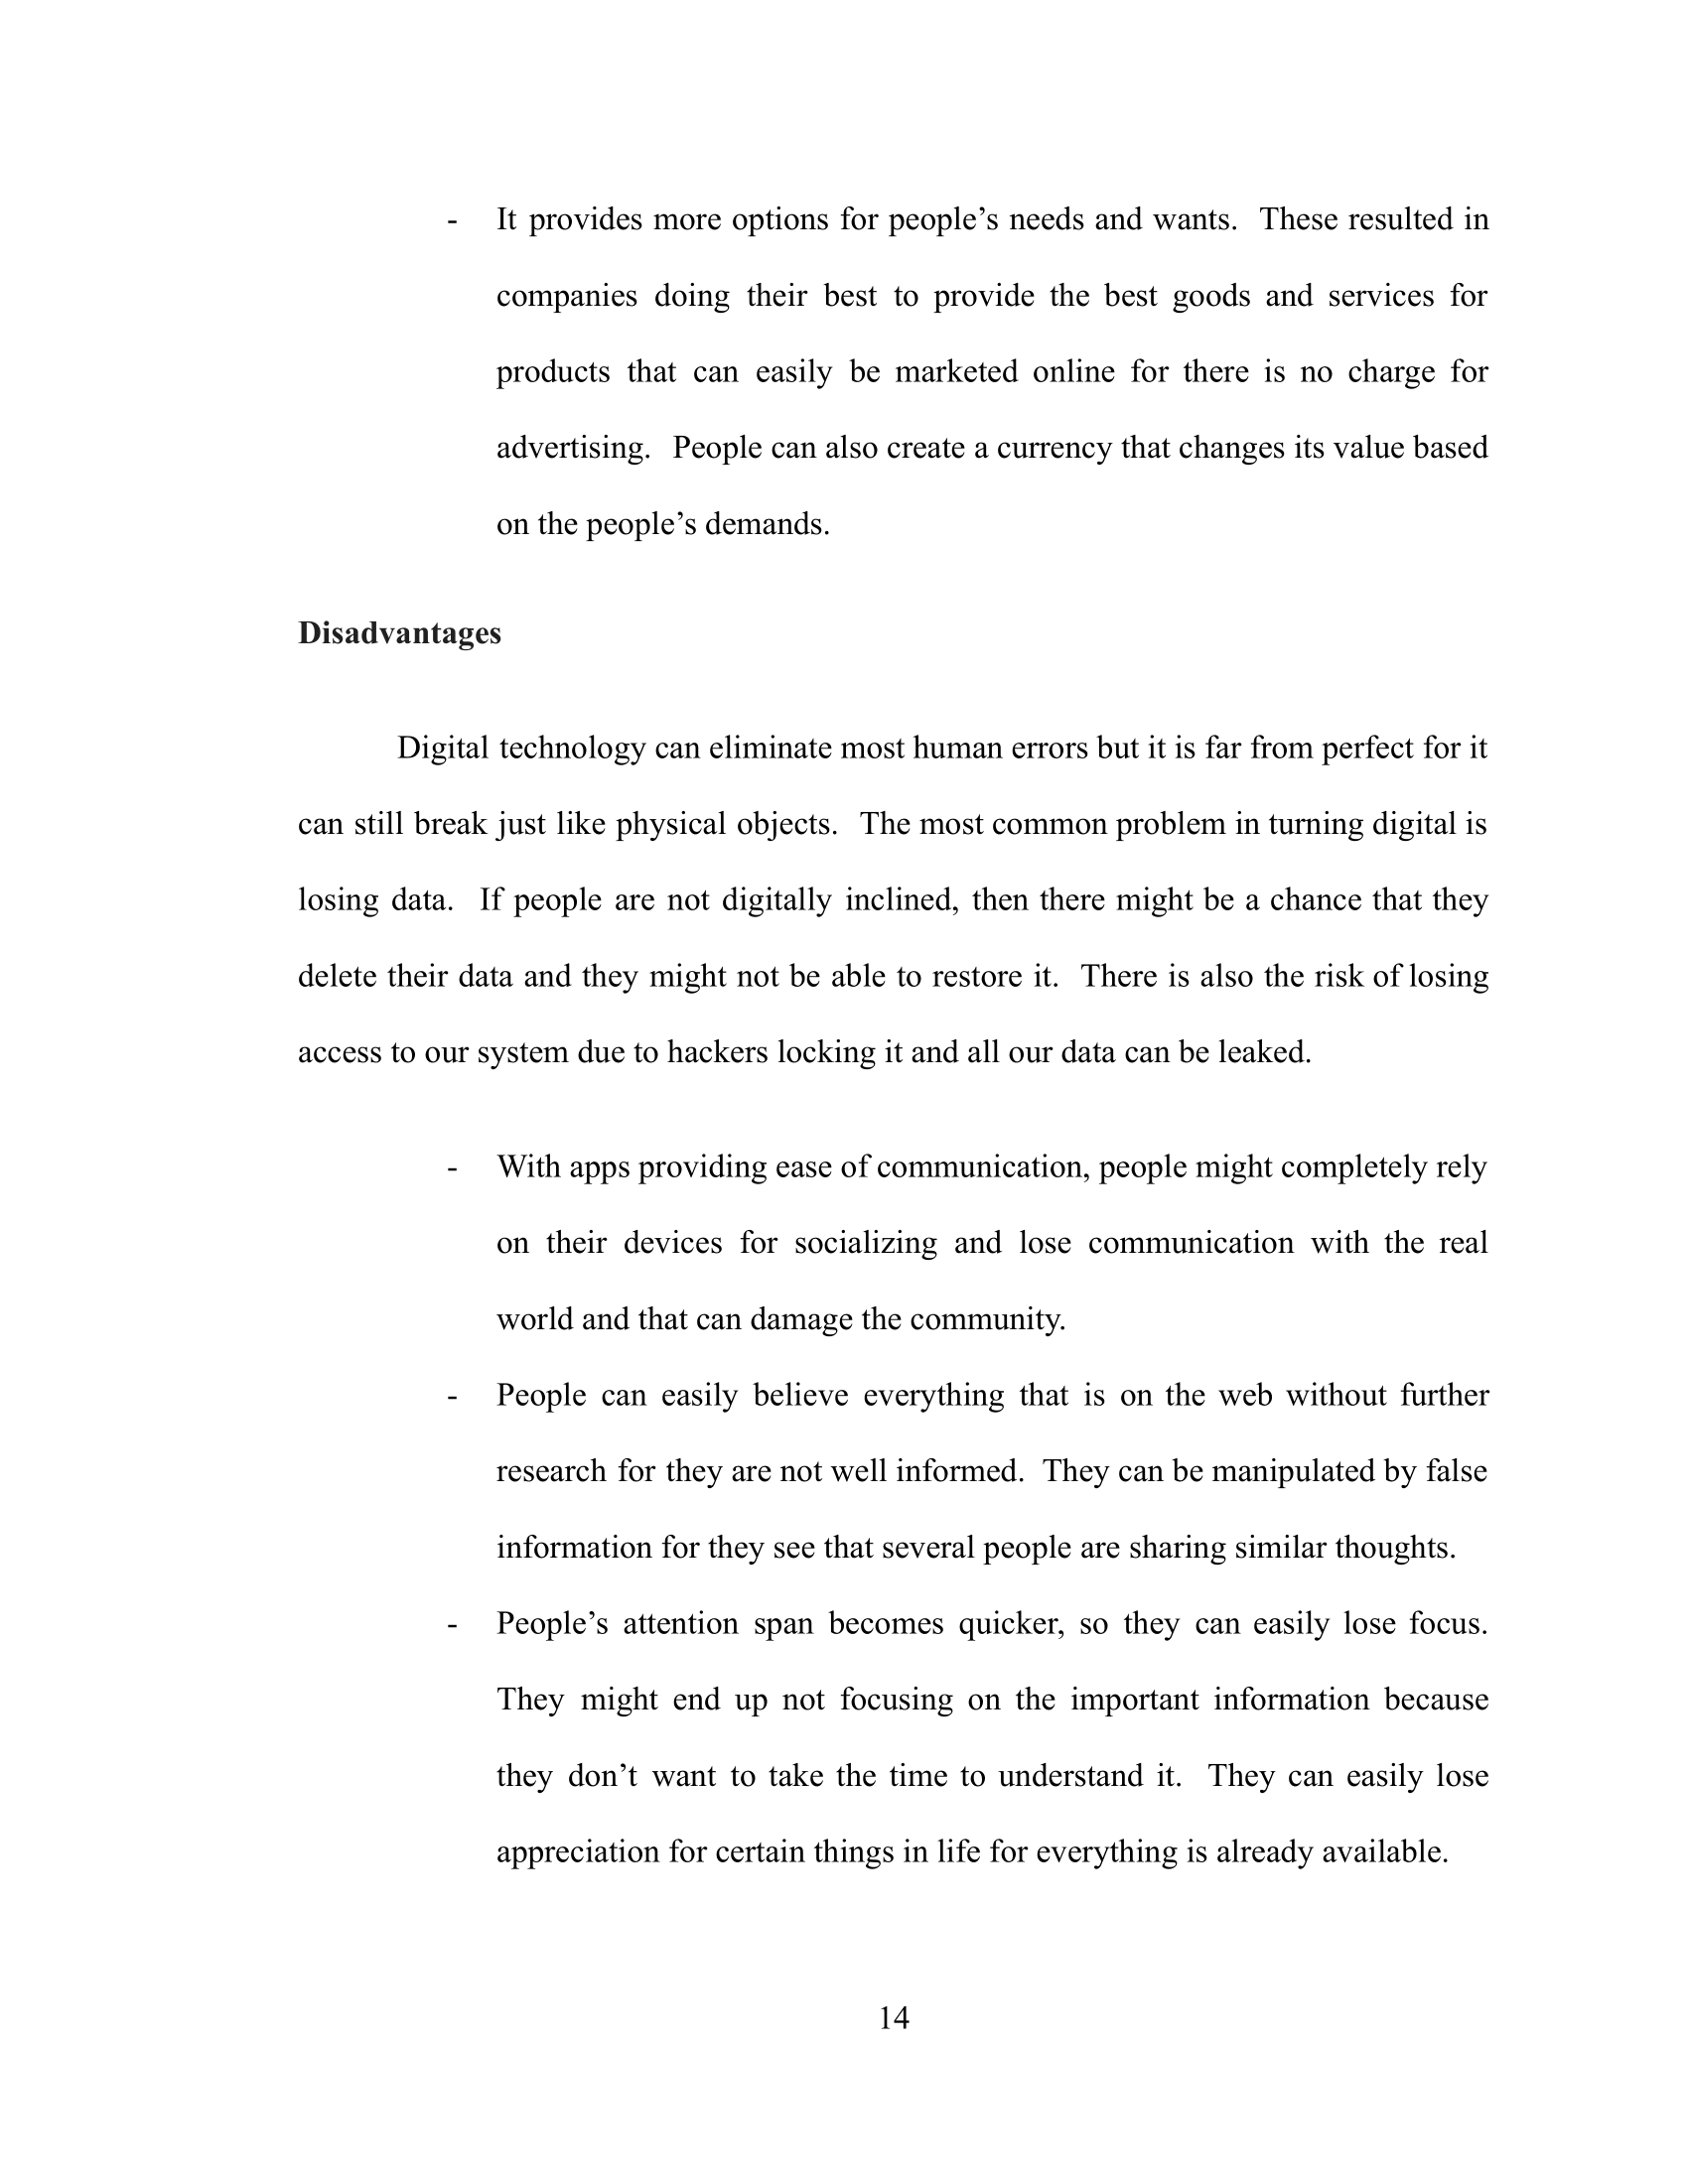 - It provides more options for people’s needs and wants.  These resulted in
companies doing their best to provide the best goods and services for
products that can easily be marketed online for there is no charge for
advertising.  People can also create a currency that changes its value based
on the people’s demands.
Disadvantages
Digital technology can eliminate most human errors but it is far from perfect for it
can still break just like physical objects.  The most common problem in turning digital is
losing data.  If people are not digitally inclined, then there might be a chance that they
delete their data and they might not be able to restore it.  There is also the risk of losing
access to our system due to hackers locking it and all our data can be leaked.
- With apps providing ease of communication, people might completely rely
on their devices for socializing and lose communication with the real
world and that can damage the community.
- People can easily believe everything that is on the web without further
research for they are not well informed.  They can be manipulated by false
information for they see that several people are sharing similar thoughts.
- People’s attention span becomes quicker, so they can easily lose focus.
They might end up not focusing on the important information because
they don’t want to take the time to understand it.  They can easily lose
appreciation for certain things in life for everything is already available.
14